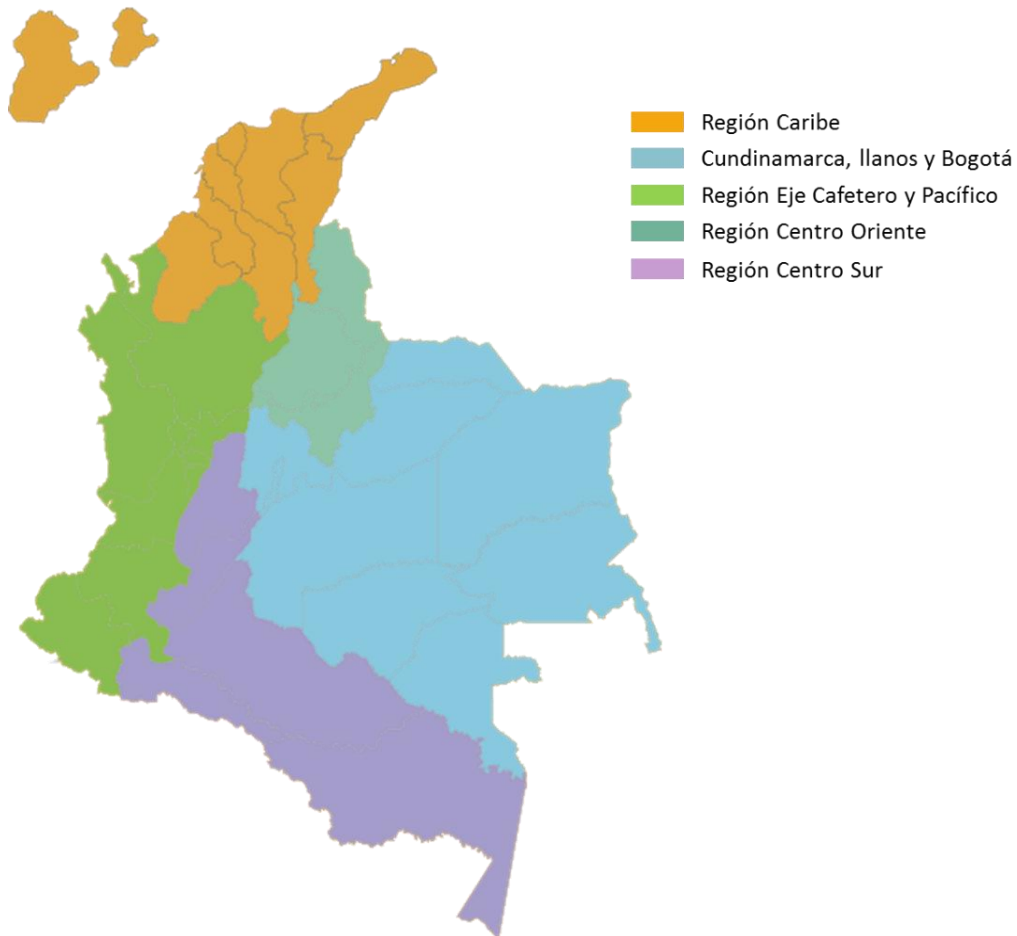 Región Caribe
Cundinamarca, llanos y Bogotá
Región Eje Cafetero y Pacífico
Región Centro Oriente
Región Centro Sur